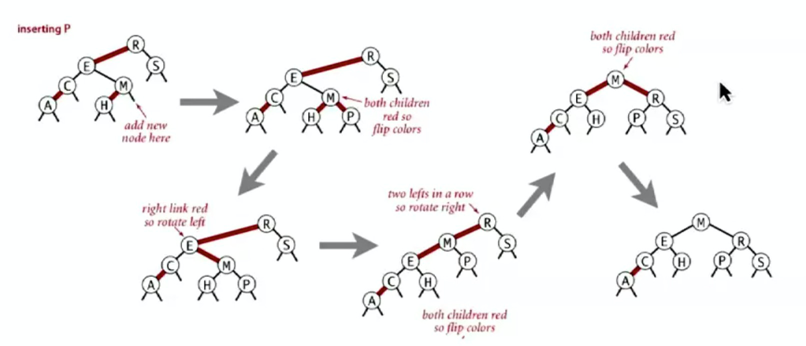 inserting P
R
E
S
C
M
A
H
add new
node here
R
E
S
C
M
A
H
P
both children
red so
flip colors
right link red
so rotate left
R
E
S
C
M
A
H
P
two lefts in a row
so rotate right
R
M
S
E
P
C
H
A
both children red
so flip colors
both children red
so flip colors
M
E
R
C
H
P
S
A
M
E
R
C
H
P
S
A